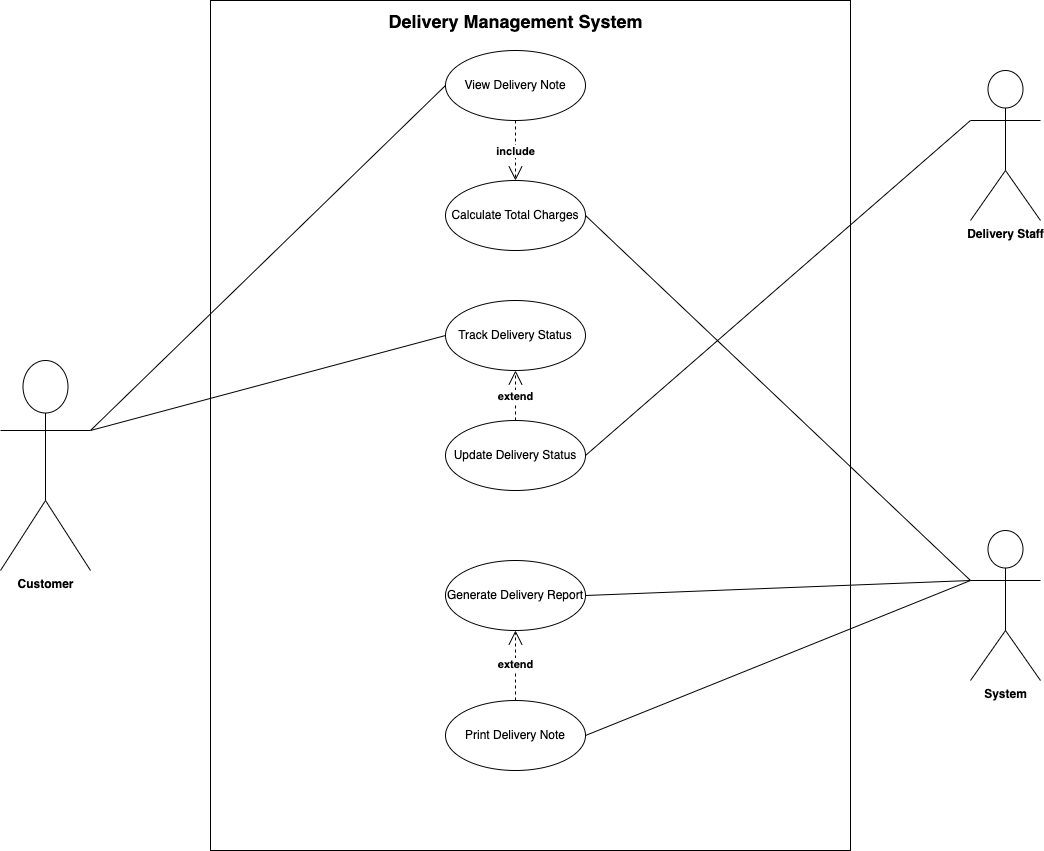 Delivery Management System
View Delivery Note
include
Calculate Total Charges
Delivery Staff
Track Delivery Status
extend
Update Delivery Status
Customer
Generate Delivery Report
extend
System
Print Delivery Note